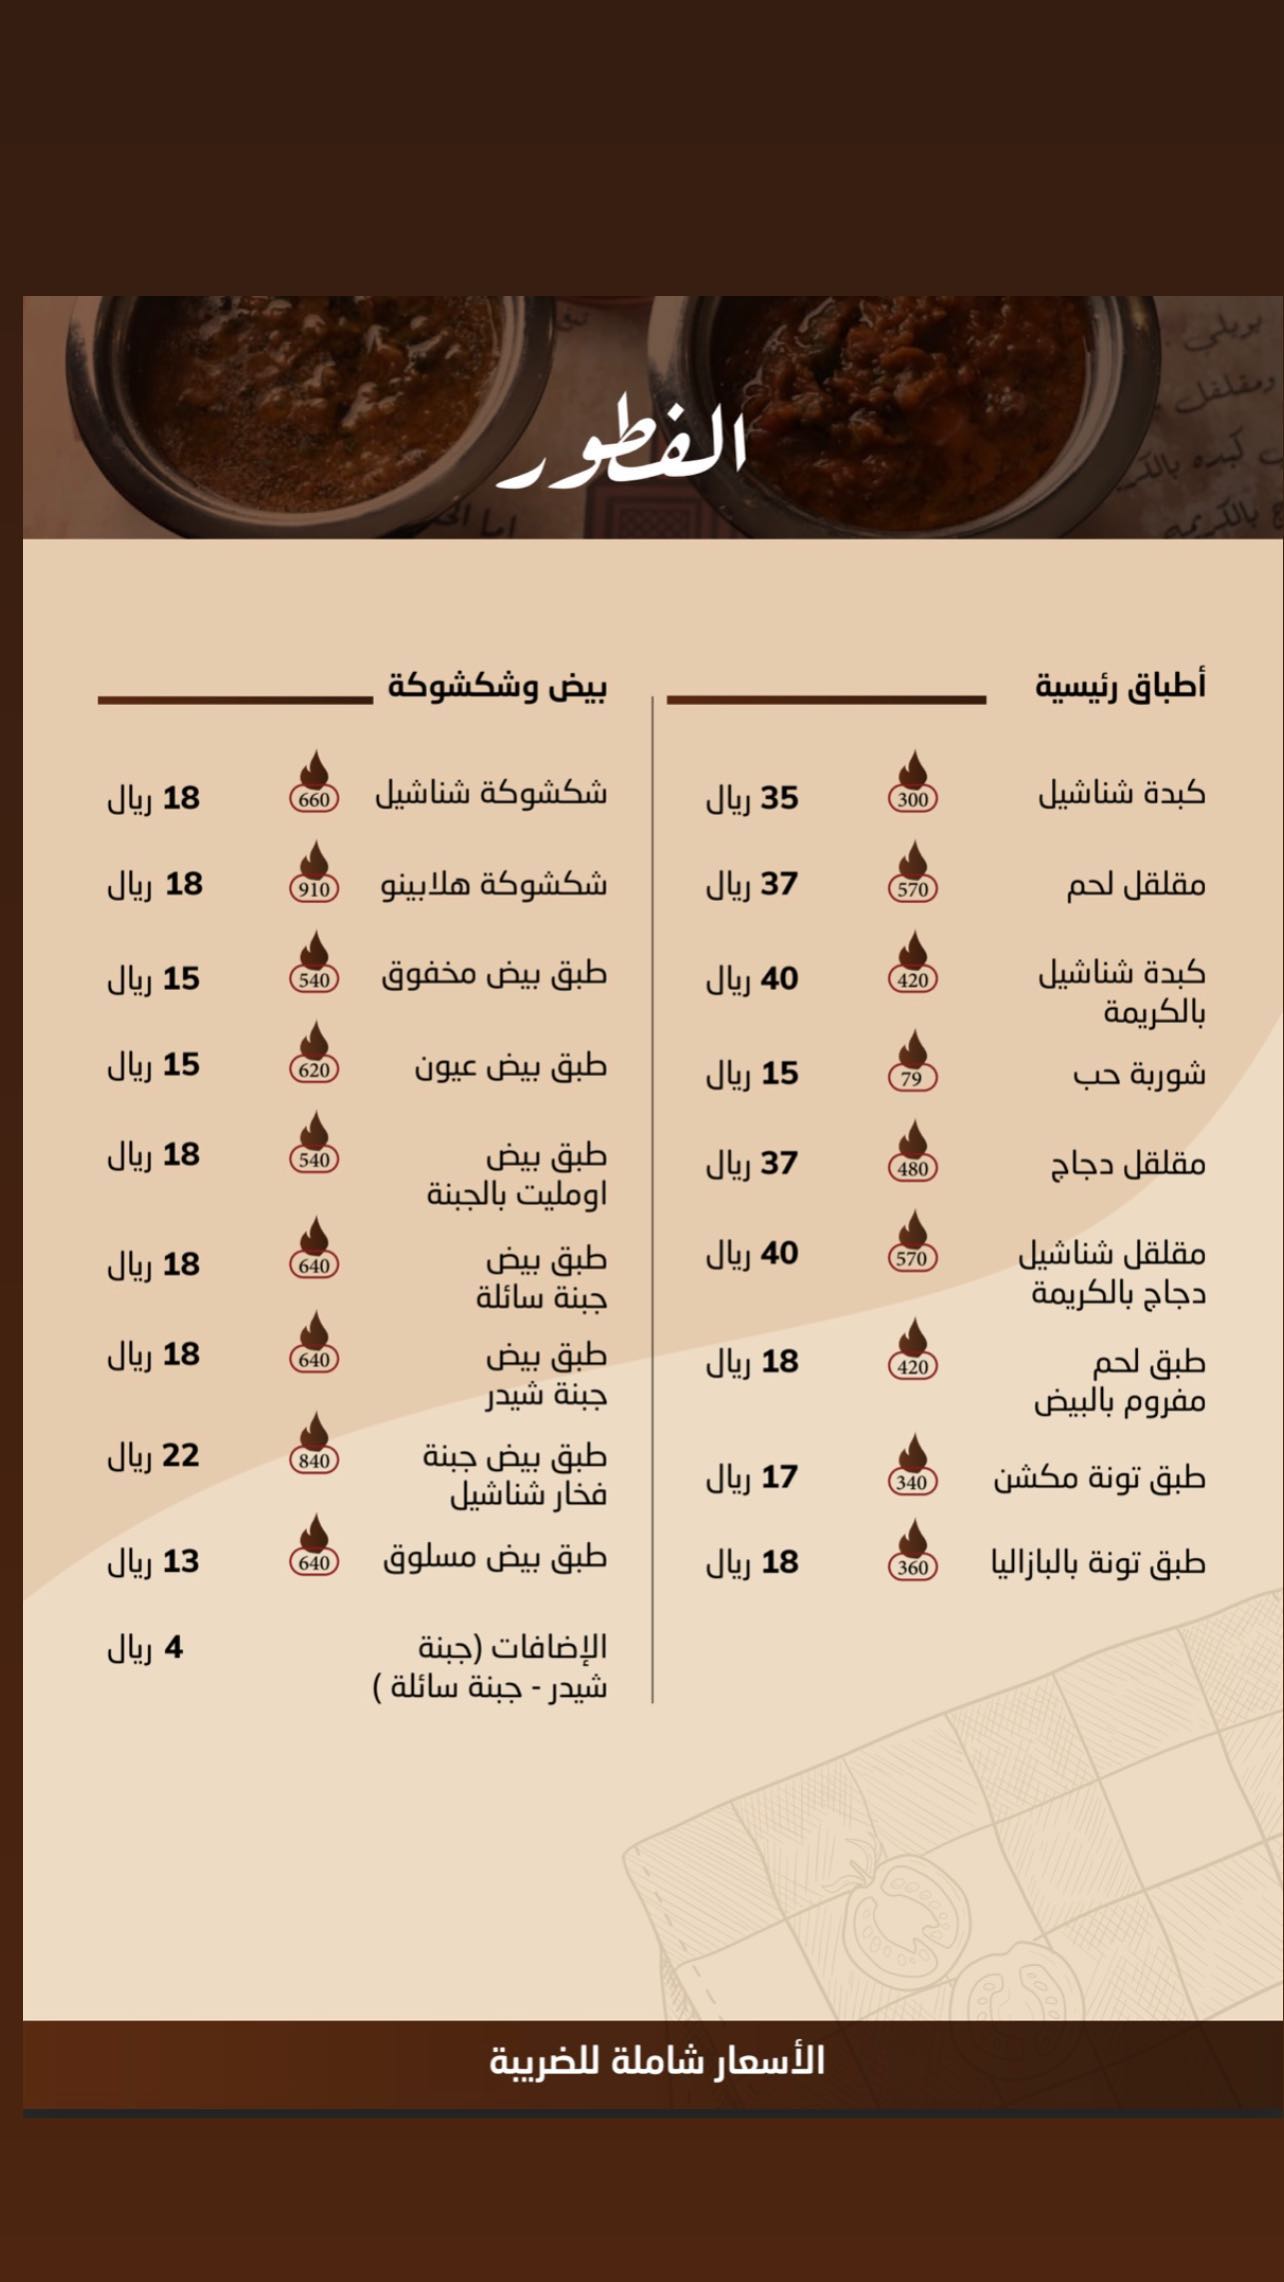 الفطور
أطباق رئيسية
كبدة شناشيل 300 35 ريال
مقلقل لحم 570 37 ريال
كبدة شناشيل 420 40 ريال
بالكريمة
شوربة حب 79 15 ريال
مقلقل دجاج 480 37 ريال
مقلقل شناشيل 570 40 ريال
دجاج بالكريمة
طبق لحم 420 18 ريال
مفروم بالبيض
طبق تونة مكشن 340 17 ريال
طبق تونة بالبازاليا 360 18 ريال
بيض وشكشوكة
شكشوكة شناشيل 660 18 ريال
شكشوكة هلابينو 910 18 ريال
طبق بيض مخفوق 540 15 ريال
طبق بيض عيون 620 15 ريال
طبق بيض 540 18 ريال
اومليت بالجبنة
طبق بيض 640 18 ريال
جبنة سائلة
طبق بيض 640 18 ريال
جبنة شيدر
طبق بيض جبنة 840 22 ريال
فخار شناشيل
طبق بيض مسلوق 640 13 ريال
الإضافات (جبنة 4 ريال
شيدر - جبنة سائلة )
الأسعار شاملة للضريبة